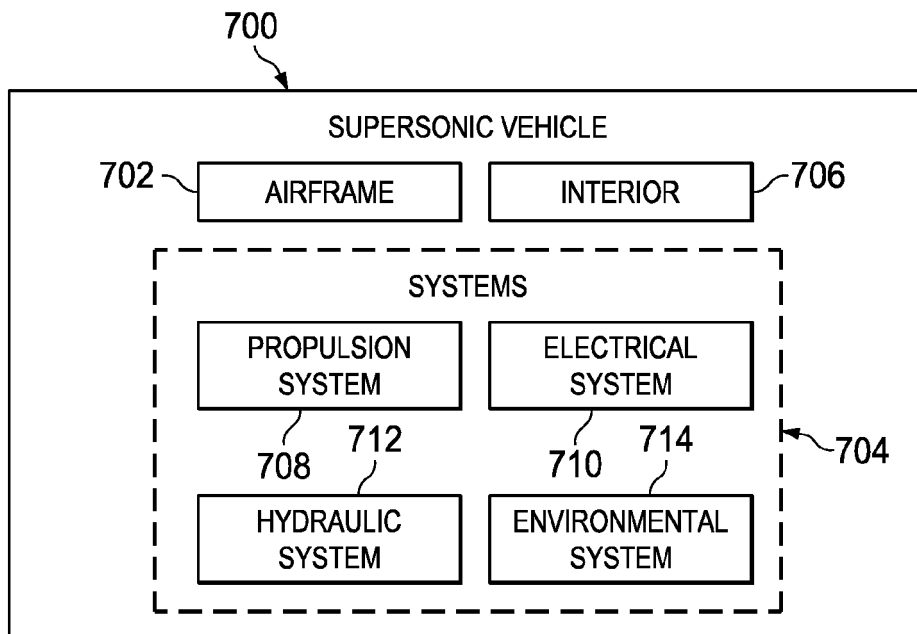 700
SUPERSONIC VEHICLE
702
AIRFRAME
INTERIOR
706
SYSTEMS
PROPULSION
SYSTEM
ELECTRICAL
SYSTEM
708
712
710
714
704
HYDRAULIC
SYSTEM
ENVIRONMENTAL
SYSTEM